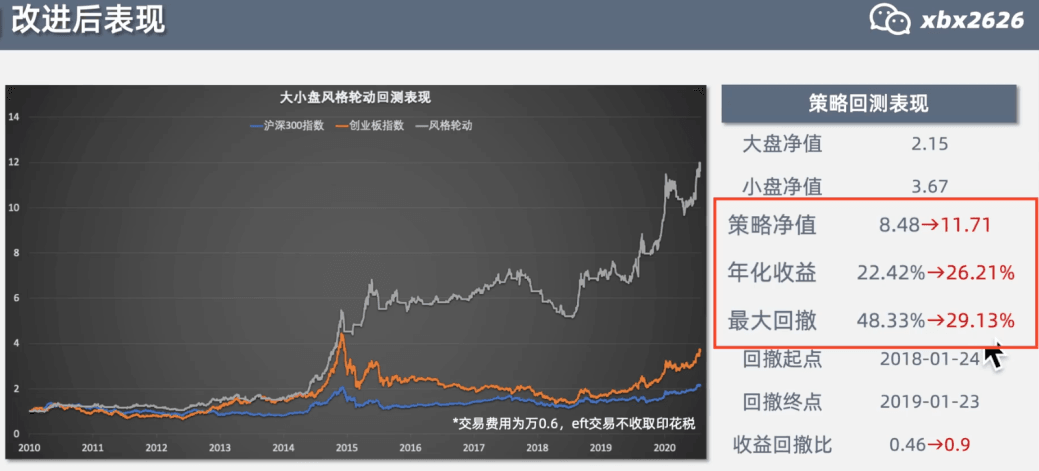 改进后表现
xbx2626
大小盘风格轮动回测表现
沪深300指数 创业板指数 风格轮动
14
12
10
8
6
4
2
0
2010 2011 2012 2013 2014 2015 2016 2017 2018 2019 2020
*交易费用为万0.6，eft交易不收取印花税
策略回测表现
大盘净值 2.15
小盘净值 3.67
策略净值 8.48→11.71
年化收益 22.42%→26.21%
最大回撤 48.33%→29.13%
回撤起点 2018-01-24
回撤终点 2019-01-23
收益回撤比 0.46→0.9